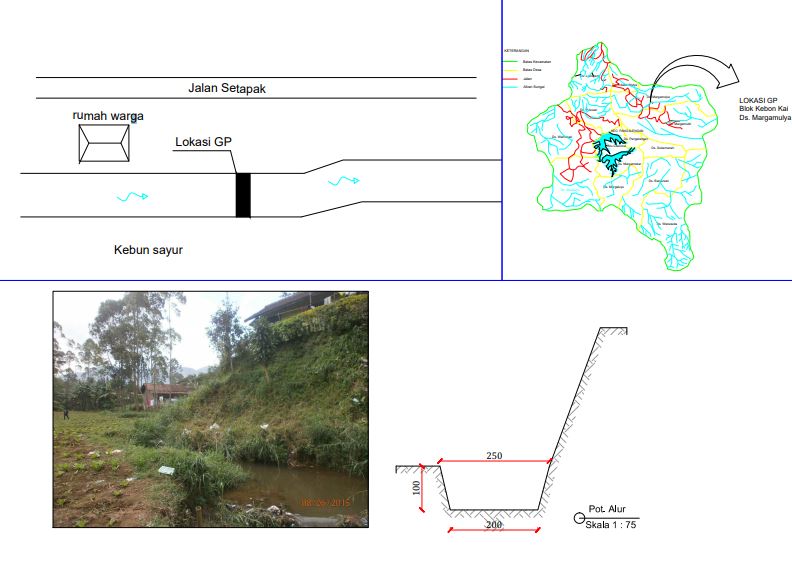 Jalan Setapak
rumah warga
Lokasi GP
Kebun sayur
KETERANGAN
Batas Kecamatan
Batas Desa
Jalan
Aliran Sungai
LOKASI GP
Blok Kebon Kai
Ds. Margamulya
08/06/2015
250
100
200
Pot. Alur
Skala 1 : 75